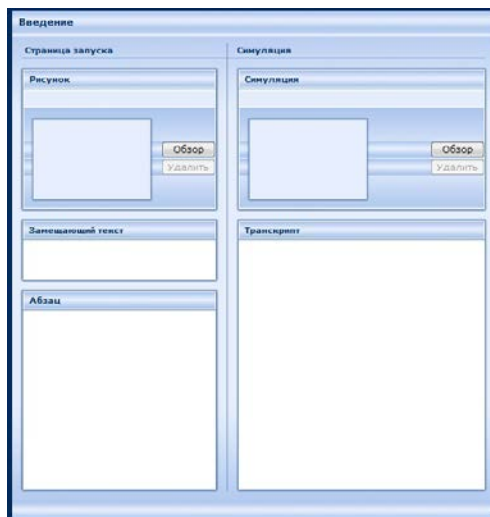 Введение
Страница запуска
Симуляция
Рисунок
Симуляция
Обзор
Удалить
Обзор
Удалить
Замещающий текст
Транскрипт
Абзац